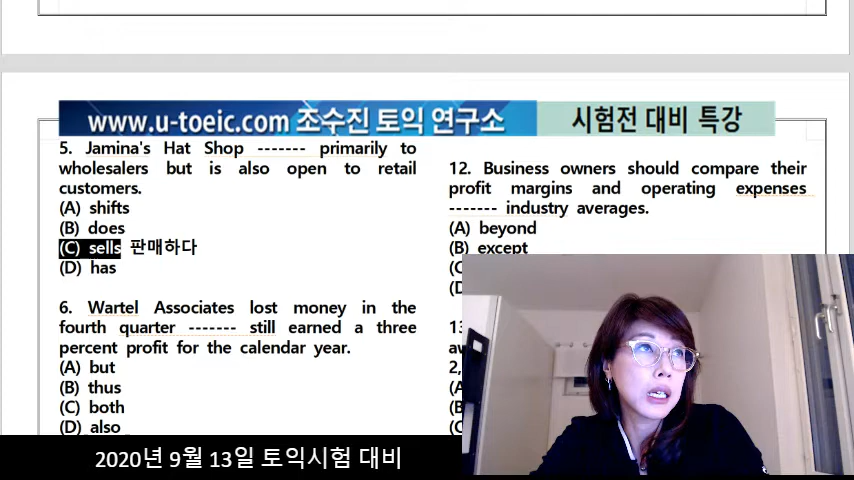 www.u-toeic.com 조수진 토익 연구소 시험전 대비 특강
5. Jamina's Hat Shop ------- primarily to
wholesalers but is also open to retail
customers.
(A) shifts
(B) does
(C) sells 판매하다
(D) has
6. Wartel Associates lost money in the
fourth quarter ------- still earned a three
percent profit for the calendar year.
(A) but
(B) thus
(C) both
(D) also
12. Business owners should compare their
profit margins and operating expenses
------- industry averages.
(A) beyond
(B) except
2020년 9월 13일 토익시험 대비